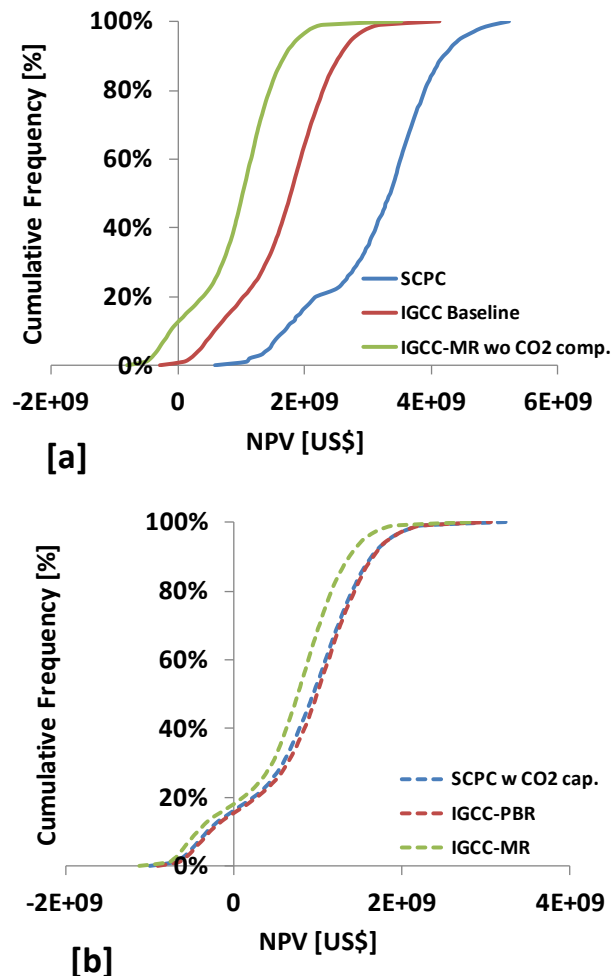 100%
80%
60%
40%
20%
0%
Cumulative Frequency [%]
SCPC
IGCC Baseline
IGCC-MR wo CO2 comp.
-2E+09 0 2E+09 4E+09 6E+09
NPV [US$]
[a]
100%
80%
60%
40%
20%
0%
Cumulative Frequency [%]
SCPC w CO2 cap.
IGCC-PBR
IGCC-MR
-2E+09 0 2E+09 4E+09
NPV [US$]
[b]